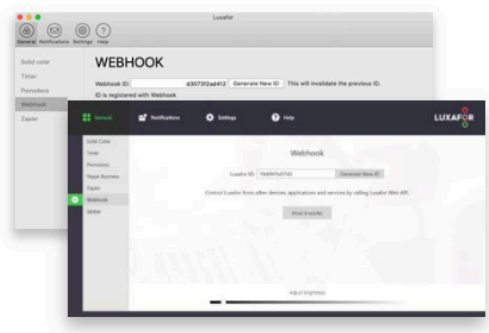 Luxafor
General Notifications Settings Help
Solid color
Timer
Pomodoro
Webhook
Zapier
WEBHOOK
Webhook ID: d3073f2ad412 Generate New ID This will invalidate the previous ID.
ID is registered with Webhook
General Notifications Settings Help
LUXAFOR
Solid Color
Timer
Pomodoro
Skype Business
Zapier
Webhook
Jabber
Webhook
Luxafor ID: Generate New ID
Control Luxafor from other devices, applications and services by calling Luxafor Web API.
How it works
Adjust brightness